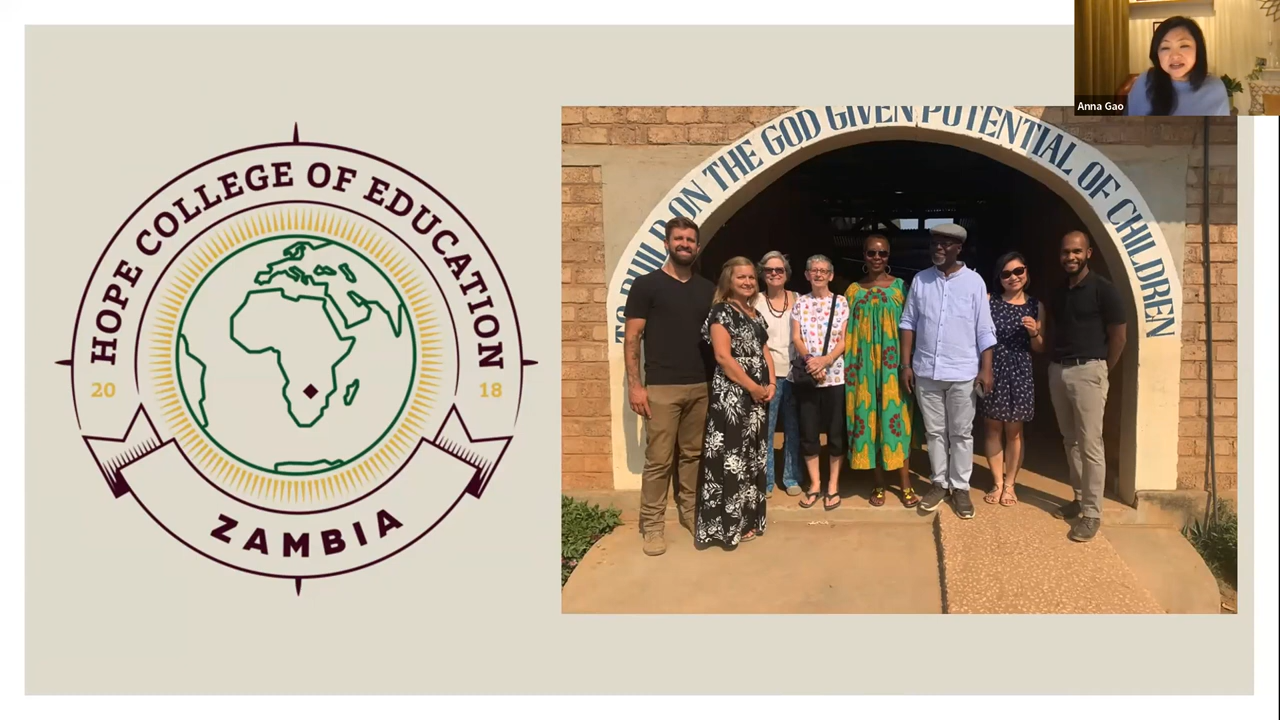 HOPE COLLEGE OF EDUCATION
20 18
ZAMBIA
TO BUILD ON THE GOD GIVEN POTENTIAL OF CHILDREN
Anna Gao